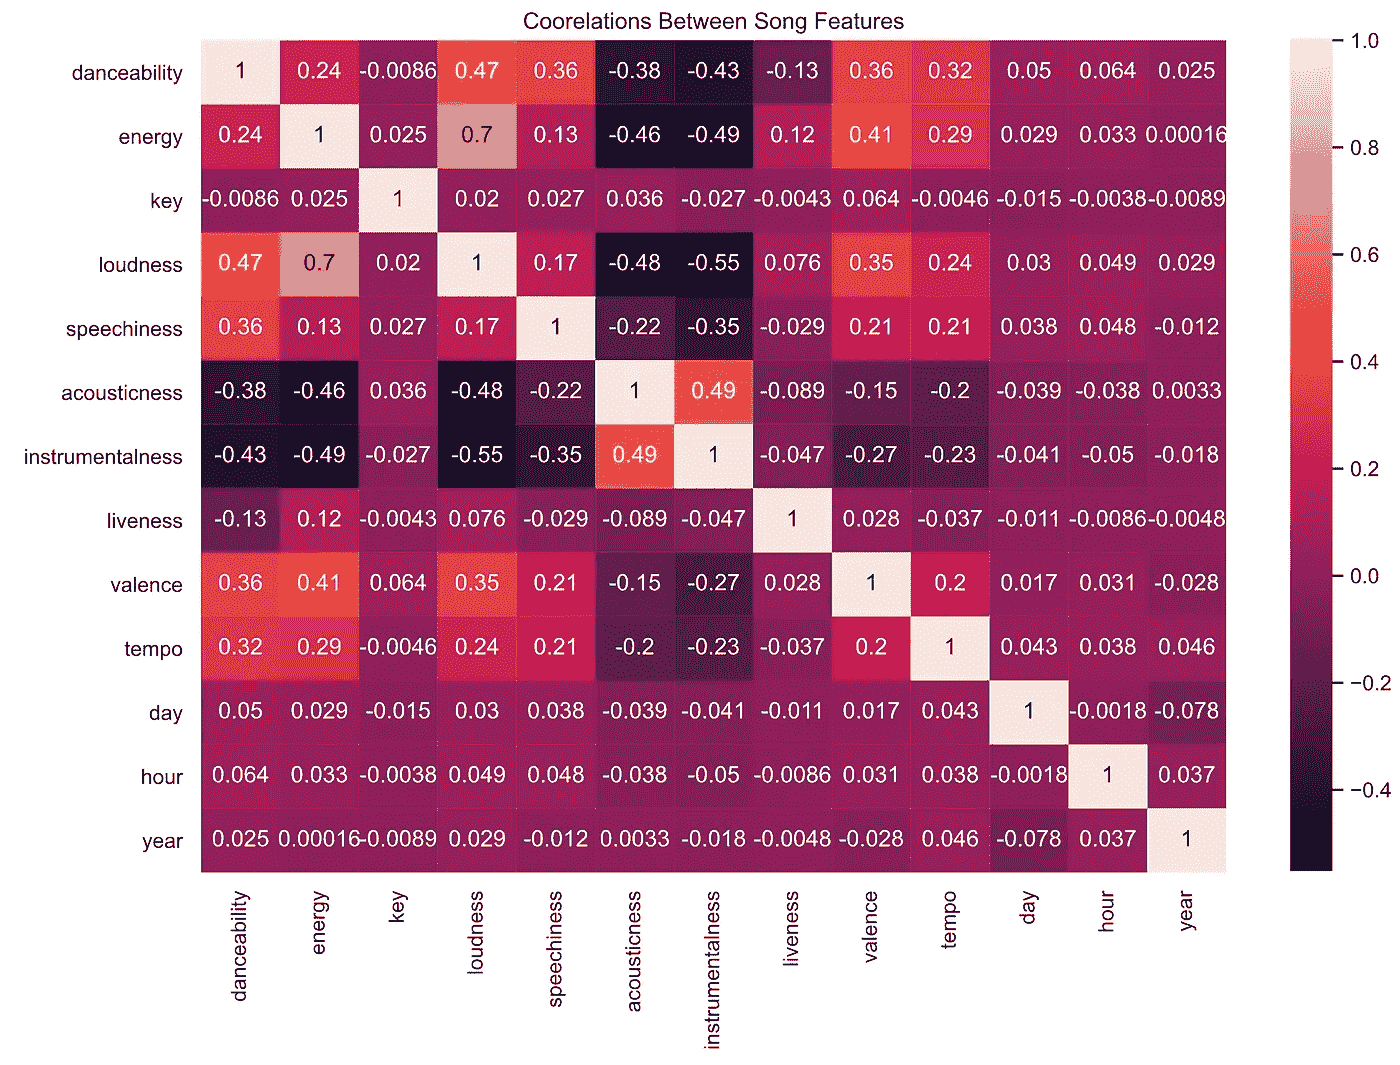 Coorelations Between Song Features
danceability 1 0.24 -0.0086 0.47 0.36 -0.38 -0.43 -0.13 0.36 0.32 0.05 0.064 0.025
energy 0.24 1 0.025 0.7 0.13 -0.46 -0.49 0.12 0.41 0.29 0.029 0.033 0.00016
key -0.0086 0.025 1 0.02 0.027 0.036 -0.027 -0.0043 0.064 -0.0046 -0.015 -0.0038 -0.0089
loudness 0.47 0.7 0.02 1 0.17 -0.48 -0.55 0.076 0.35 0.24 0.03 0.049 0.029
speechiness 0.36 0.13 0.027 0.17 1 -0.22 -0.35 -0.029 0.21 0.21 0.038 0.048 -0.012
acousticness -0.38 -0.46 0.036 -0.48 -0.22 1 0.49 -0.089 -0.15 -0.2 -0.039 -0.038 0.0033
instrumentalness -0.43 -0.49 -0.027 -0.55 -0.35 0.49 1 -0.047 -0.27 -0.23 -0.041 -0.05 -0.018
liveness -0.13 0.12 -0.0043 0.076 -0.029 -0.089 -0.047 1 0.028 -0.037 -0.011 -0.0086 -0.0048
valence 0.36 0.41 0.064 0.35 0.21 -0.15 -0.27 0.028 1 0.2 0.017 0.031 -0.028
tempo 0.32 0.29 -0.0046 0.24 0.21 -0.2 -0.23 -0.037 0.2 1 0.043 0.038 0.046
day 0.05 0.029 -0.015 0.03 0.038 -0.039 -0.041 -0.011 0.017 0.043 1 -0.0018 -0.078
hour 0.064 0.033 -0.0038 0.049 0.048 -0.038 -0.05 -0.0086 0.031 0.038 -0.0018 1 0.037
year 0.025 0.00016 -0.0089 0.029 -0.012 0.0033 -0.018 -0.0048 -0.028 0.046 -0.078 0.037 1
danceability energy key loudness speechiness acousticness instrumentalness liveness valence tempo day hour year
1.0
0.8
0.6
0.4
0.2
0.0
−0.2
−0.4